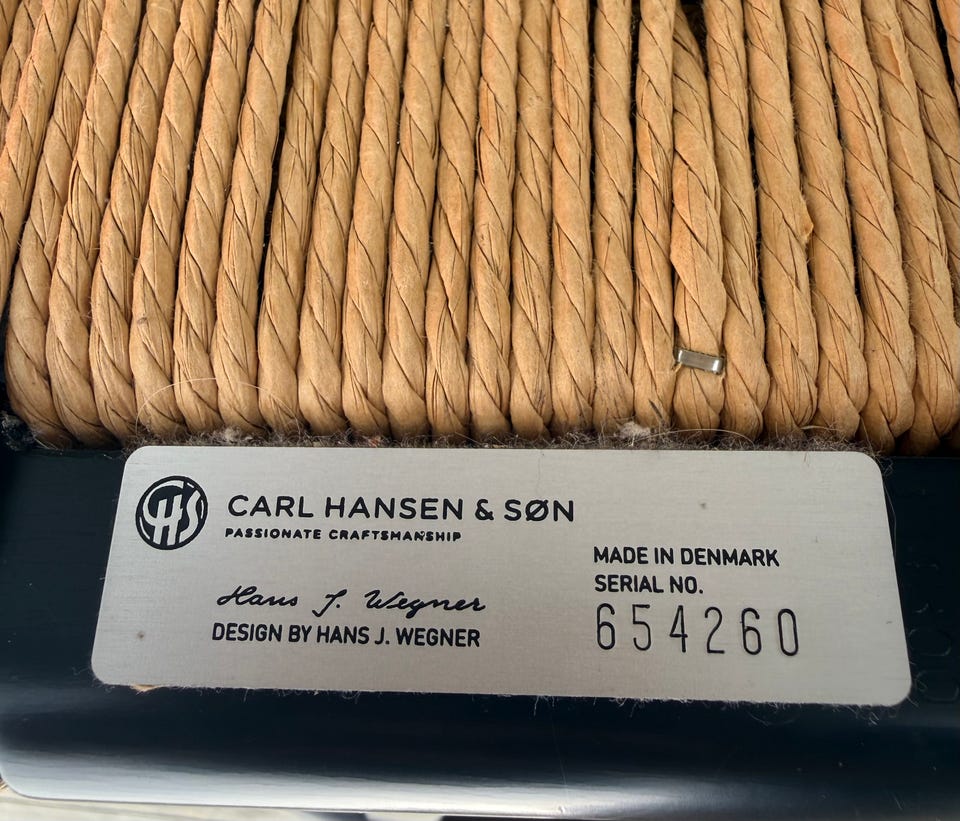 CHS
CARL HANSEN & SØN
PASSIONATE CRAFTSMANSHIP
Hans J. Wegner
DESIGN BY HANS J. WEGNER
MADE IN DENMARK
SERIAL NO.
654260